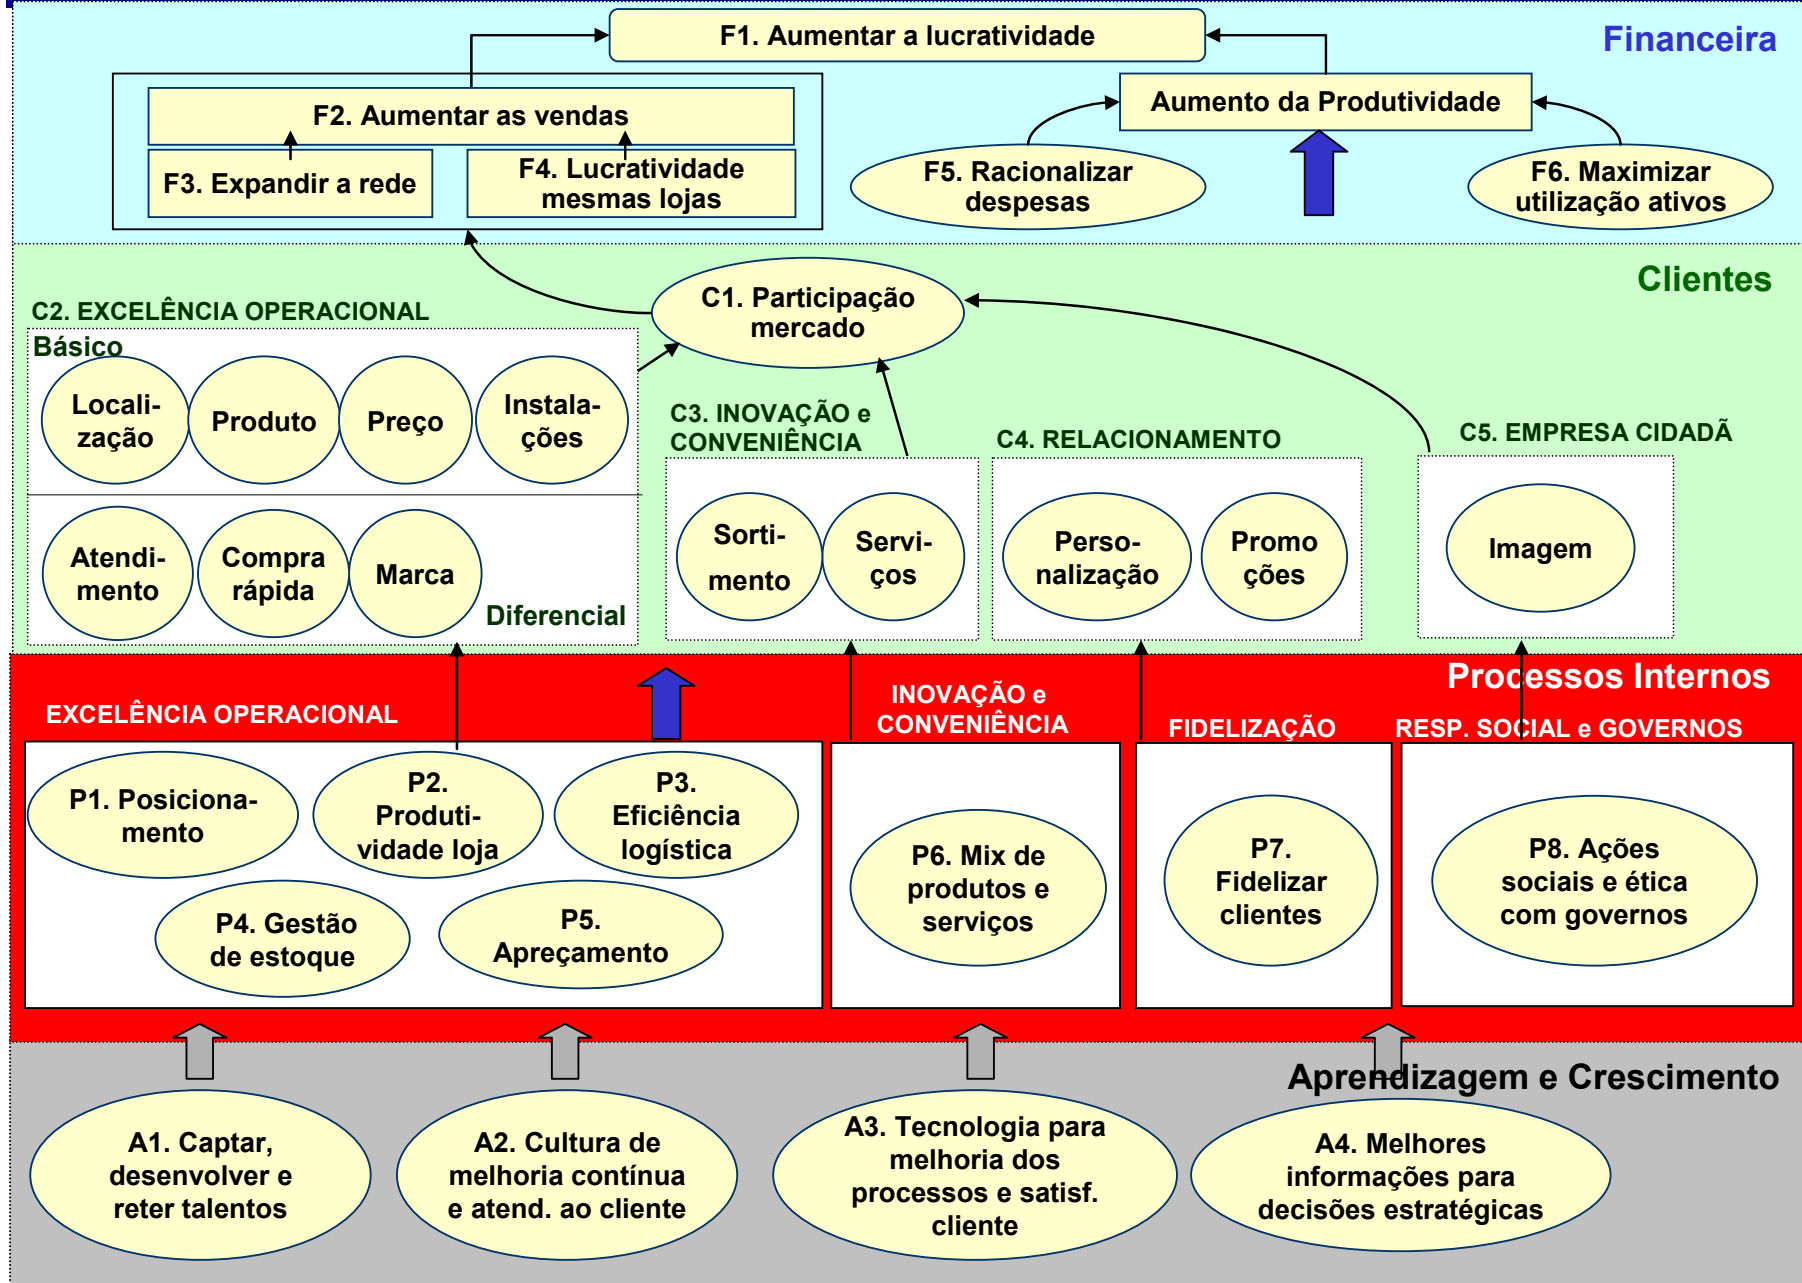 F1. Aumentar a lucratividade
Financeira
F2. Aumentar as vendas
Aumento da Produtividade
F3. Expandir a rede
F4. Lucratividade
mesmas lojas
F5. Racionalizar
despesas
F6. Maximizar
utilização ativos
Clientes
C1. Participação
mercado
C2. EXCELÊNCIA OPERACIONAL
Básico
Locali-
zação
Produto
Preço
Instala-
ções
Atendi-
mento
Compra
rápida
Marca
Diferencial
C3. INOVAÇÃO e
CONVENIÊNCIA
Sorti-
mento
Servi-
ços
C4. RELACIONAMENTO
Perso-
nalização
Promo
ções
C5. EMPRESA CIDADÃ
Imagem
Processos Internos
EXCELÊNCIA OPERACIONAL
P1. Posiciona-
mento
P2.
Produti-
vidade loja
P3.
Eficiência
logística
P4. Gestão
de estoque
P5.
Apreçamento
INOVAÇÃO e
CONVENIÊNCIA
P6. Mix de
produtos e
serviços
FIDELIZAÇÃO
P7.
Fidelizar
clientes
RESP. SOCIAL e GOVERNOS
P8. Ações
sociais e ética
com governos
Aprendizagem e Crescimento
A1. Captar,
desenvolver e
reter talentos
A2. Cultura de
melhoria contínua
e atend. ao cliente
A3. Tecnologia para
melhoria dos
processos e satisf.
cliente
A4. Melhores
informações para
decisões estratégicas